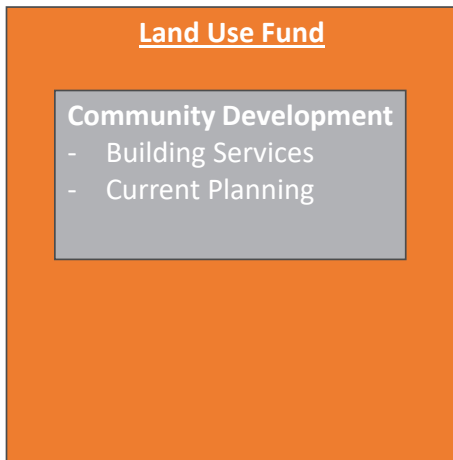 Land Use Fund
Community Development
- Building Services
- Current Planning